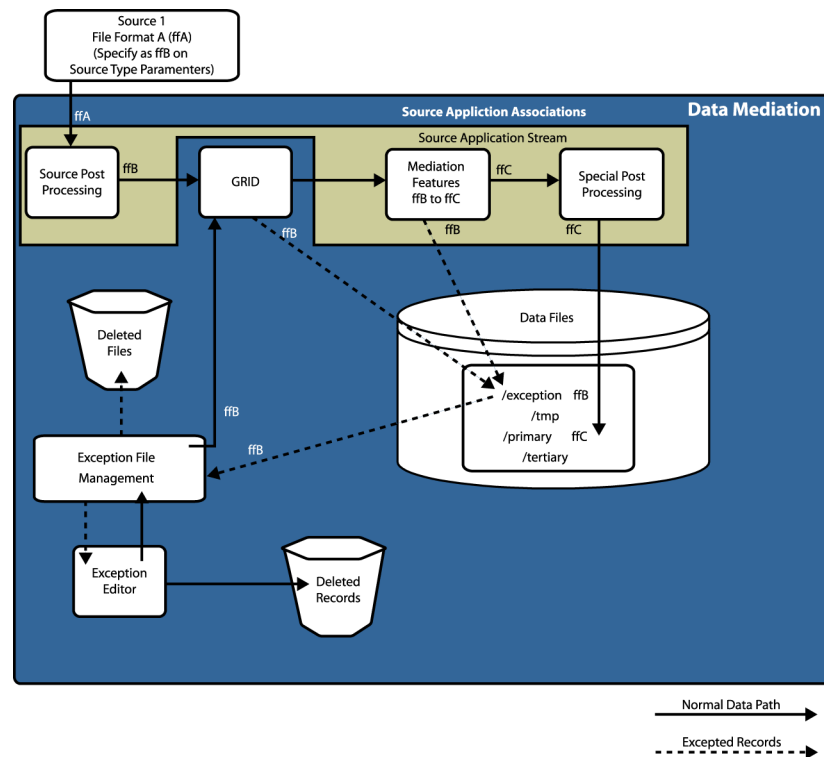 Source 1
File Format A (ffA)
(Specify as ffB on
Source Type Paramenters)
ffA
Source Appliction Associations
Data Mediation
Source Application Stream
Source Post
Processing
ffB
GRID
Mediation
Features
ffB to ffC
ffC
Special Post
Processing
ffB
ffB
ffC
Deleted
Files
Data Files
/exception ffB
/tmp
/primary ffC
/tertiary
ffB
ffB
Exception File
Management
Exception
Editor
Deleted
Records
Normal Data Path
Excepted Records